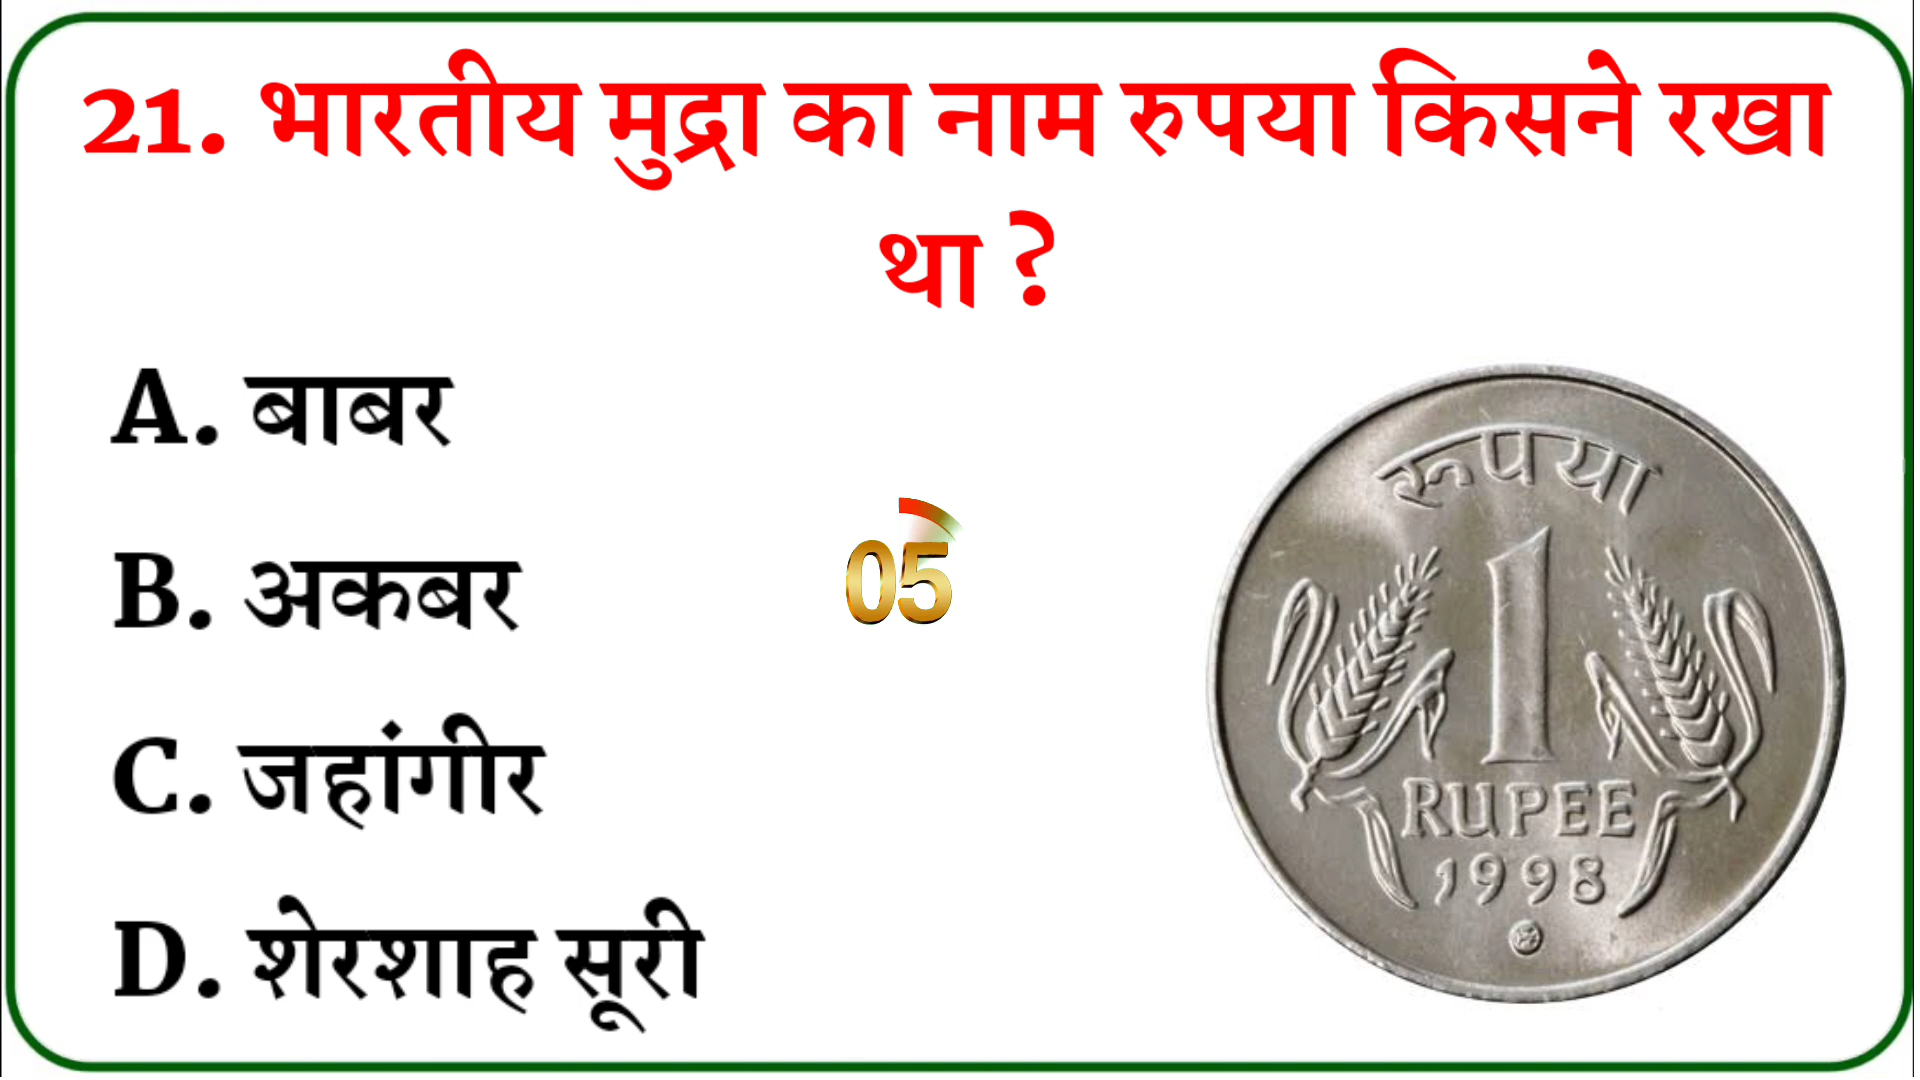 21. भारतीय मुद्रा का नाम रुपया किसने रखा
था ?
A. बाबर
B. अकबर
05
C. जहांगीर
D. शेरशाह सूरी
रूपया
1
RUPEE
1998